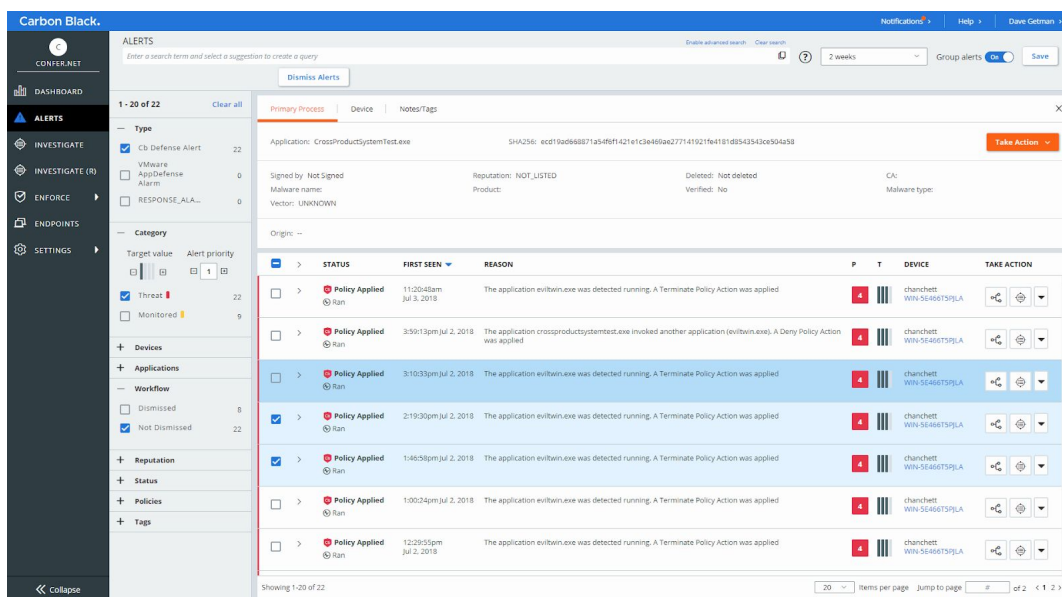 Carbon Black.
Notifications > Help > Dave Getman >
C
CONFER.NET
DASHBOARD
ALERTS
INVESTIGATE
INVESTIGATE (R)
ENFORCE
ENDPOINTS
SETTINGS
Collapse
ALERTS
Enable advanced search Clear search
Enter a search term and select a suggestion to create a query
2 weeks
Group alerts On
Save
Dismiss Alerts
1 - 20 of 22 Clear all
Type
Cb Defense Alert 22
VMware
AppDefense 0
Alarm
RESPONSE_ALA... 0
Category
Target value Alert priority
1
Threat 22
Monitored 9
+ Devices
+ Applications
Workflow
Dismissed 8
Not Dismissed 22
+ Reputation
+ Status
+ Policies
+ Tags
Primary Process Device Notes/Tags
Application: CrossProductSystemTest.exe SHA256: ecd19ad668871a54f6f1421e1c3e469ae277141921fe4181d8543543ce504a58 Take Action
Signed by Not Signed Reputation: NOT_LISTED Deleted: Not deleted CA:
Malware name: Product: Verified: No Malware type:
Vector: UNKNOWN
Origin: --
STATUS FIRST SEEN REASON P T DEVICE TAKE ACTION
Policy Applied 11:20:48am The application eviltwin.exe was detected running. A Terminate Policy Action was applied 4 chanchett
Ran Jul 3, 2018 WIN-5E466T5PJLA
Policy Applied 3:59:13pm Jul 2, 2018 The application crossproductsystemtest.exe invoked another application (eviltwin.exe). A Deny Policy Action 4 chanchett
Ran was applied WIN-5E466T5PJLA
Policy Applied 3:10:33pm Jul 2, 2018 The application eviltwin.exe was detected running. A Terminate Policy Action was applied 4 chanchett
Ran WIN-5E466T5PJLA
Policy Applied 2:19:30pm Jul 2, 2018 The application eviltwin.exe was detected running. A Terminate Policy Action was applied 4 chanchett
Ran WIN-5E466T5PJLA
Policy Applied 1:46:58pm Jul 2, 2018 The application eviltwin.exe was detected running. A Terminate Policy Action was applied 4 chanchett
Ran WIN-5E466T5PJLA
Policy Applied 1:00:24pm Jul 2, 2018 The application eviltwin.exe was detected running. A Terminate Policy Action was applied 4 chanchett
Ran WIN-5E466T5PJLA
Policy Applied 12:29:55pm The application eviltwin.exe was detected running. A Terminate Policy Action was applied 4 chanchett
Ran Jul 2, 2018 WIN-5E466T5PJLA
Showing 1-20 of 22 20 Items per page Jump to page # of 2 < 1 2 >